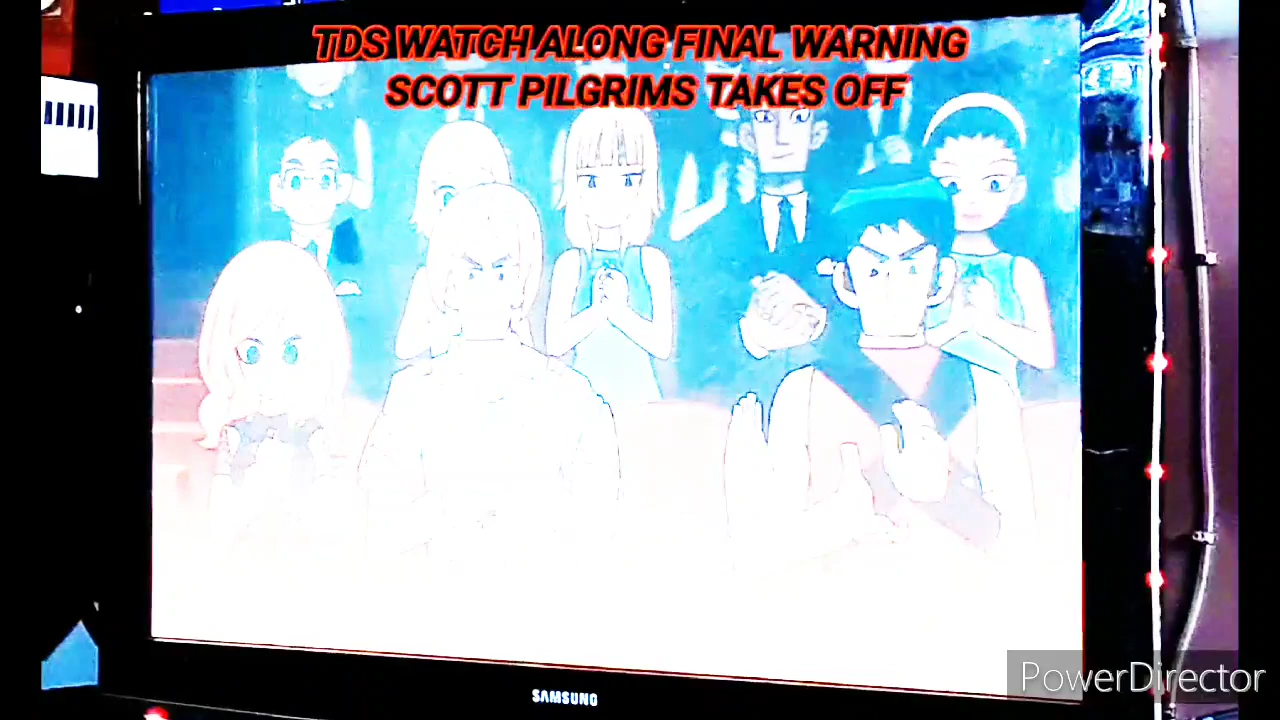 TDS WATCH ALONG FINAL WARNING
SCOTT PILGRIMS TAKES OFF
SAMSUNG
PowerDirector